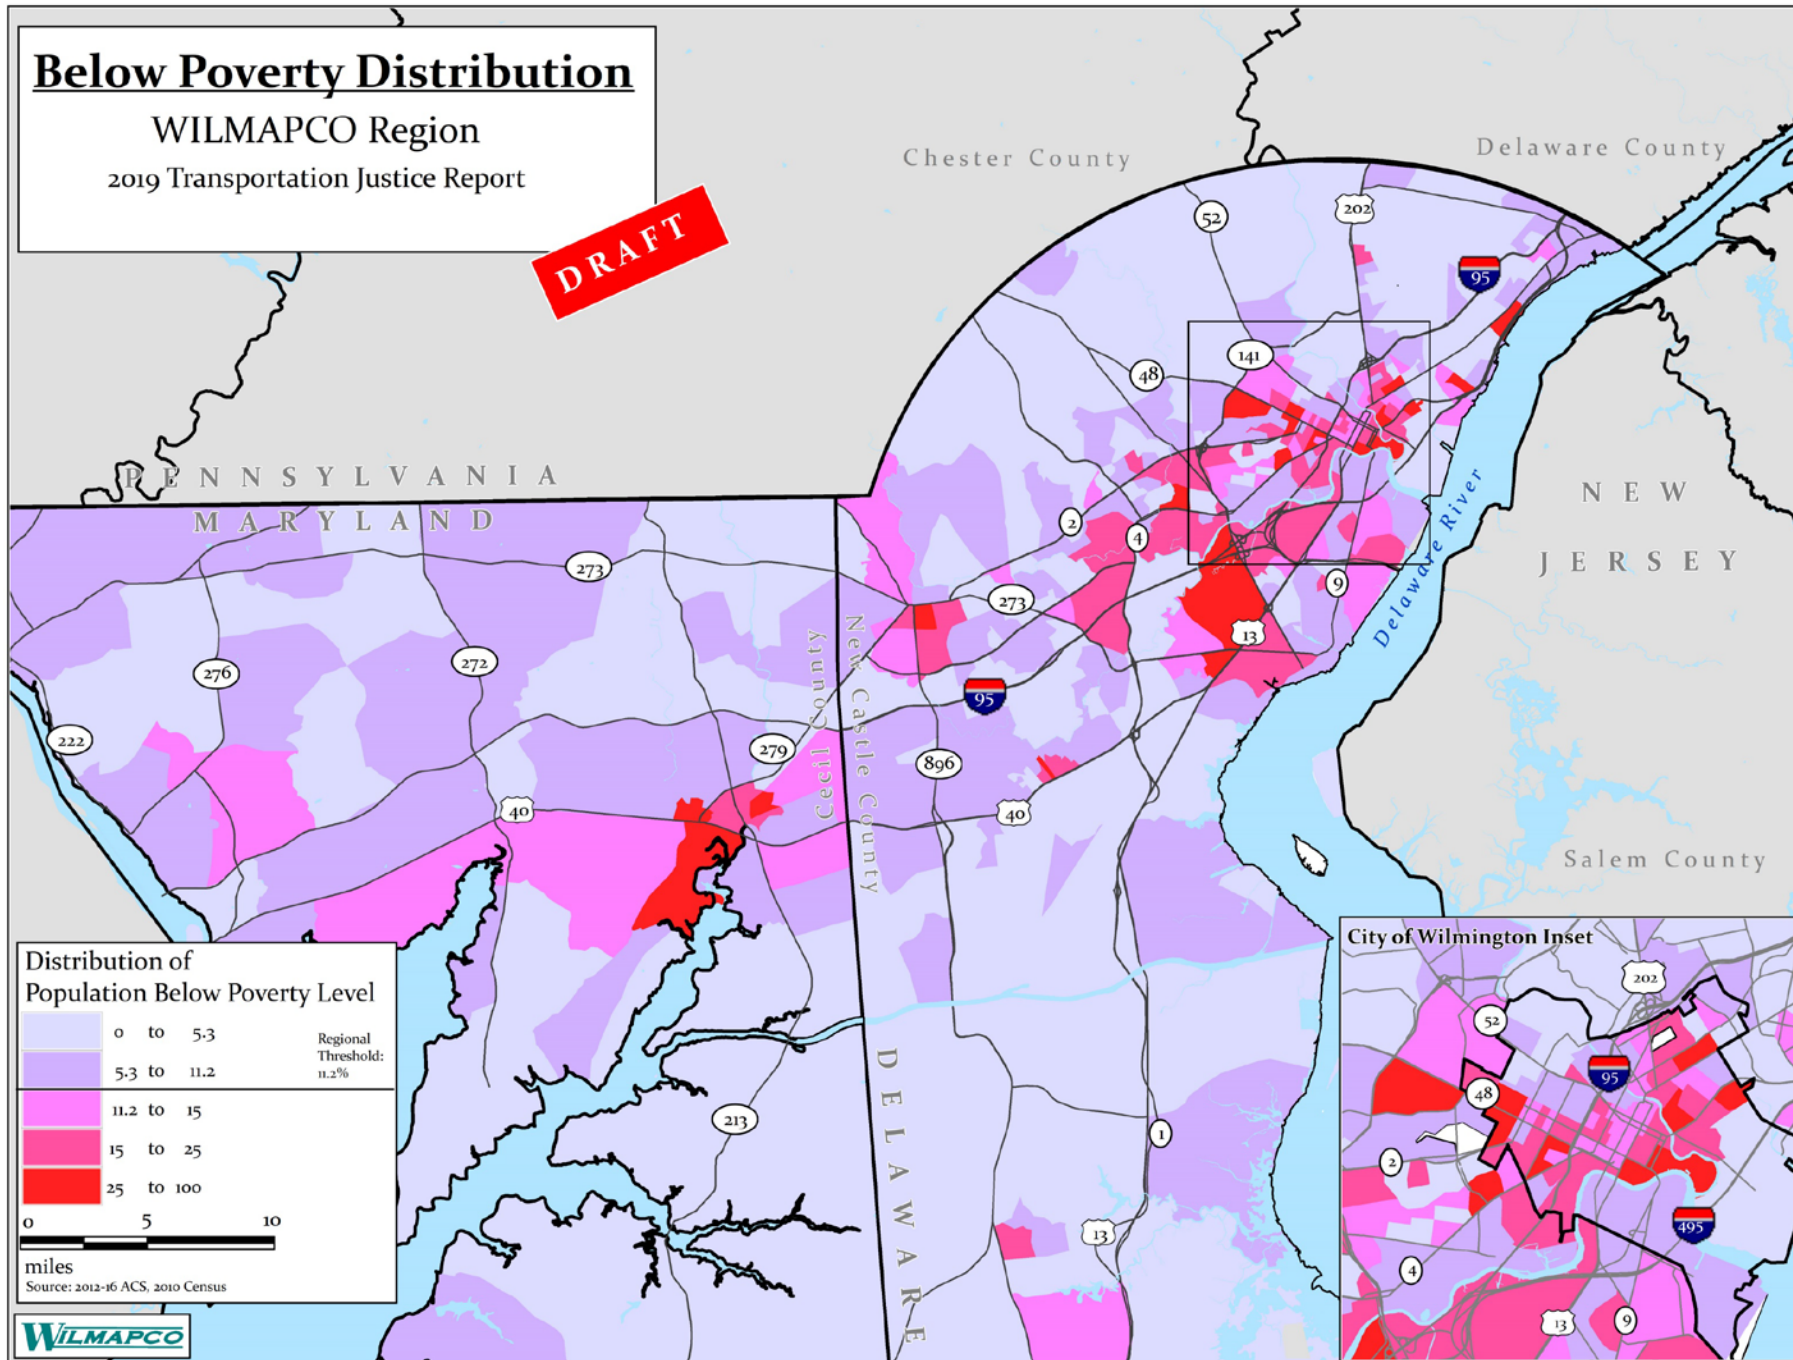 Below Poverty Distribution
WILMAPCO Region
2019 Transportation Justice Report
DRAFT
Chester County
Delaware County
52
202
95
141
48
PENNSYLVANIA
MARYLAND
NEW
JERSEY
Delaware River
2
4
273
273
9
13
276
272
Cecil County
New Castle County
95
222
279
896
40
40
Salem County
DELAWARE
213
1
13
Distribution of
Population Below Poverty Level
0 to 5.3
5.3 to 11.2
Regional
Threshold:
11.2%
11.2 to 15
15 to 25
25 to 100
0 5 10
miles
Source: 2012-16 ACS, 2010 Census
WILMAPCO
City of Wilmington Inset
202
52
95
48
2
495
4
13
9